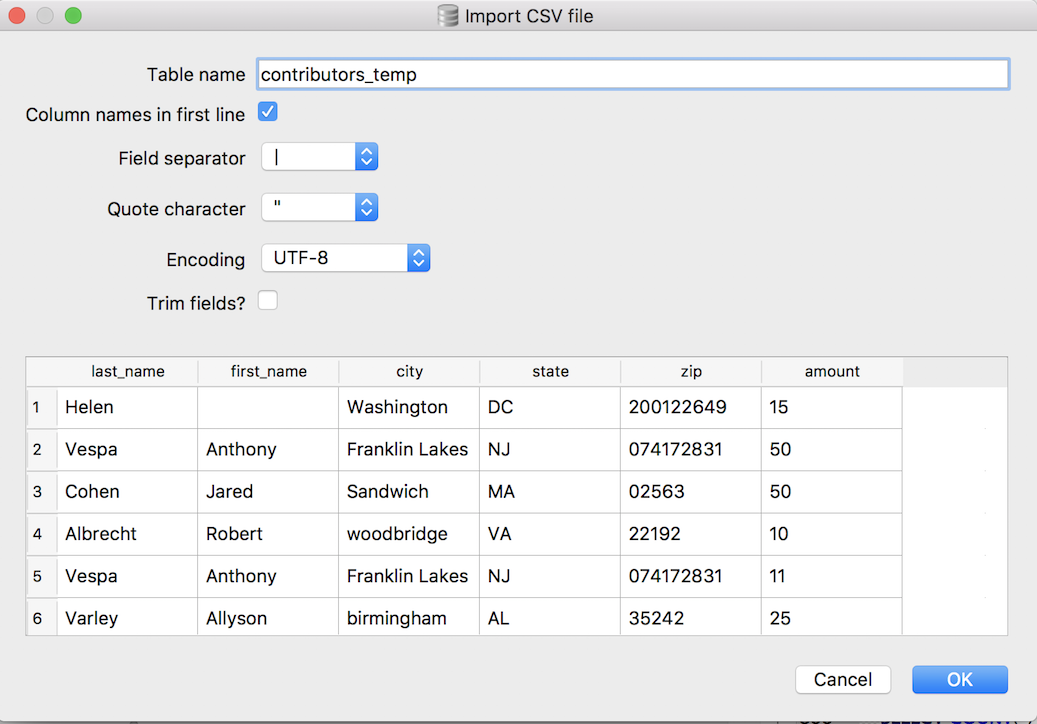 Import CSV file
Table name contributors_temp
Column names in first line
Field separator |
Quote character "
Encoding UTF-8
Trim fields?
last_name first_name city state zip amount
1 Helen Washington DC 200122649 15
2 Vespa Anthony Franklin Lakes NJ 074172831 50
3 Cohen Jared Sandwich MA 02563 50
4 Albrecht Robert woodbridge VA 22192 10
5 Vespa Anthony Franklin Lakes NJ 074172831 11
6 Varley Allyson birmingham AL 35242 25
Cancel OK